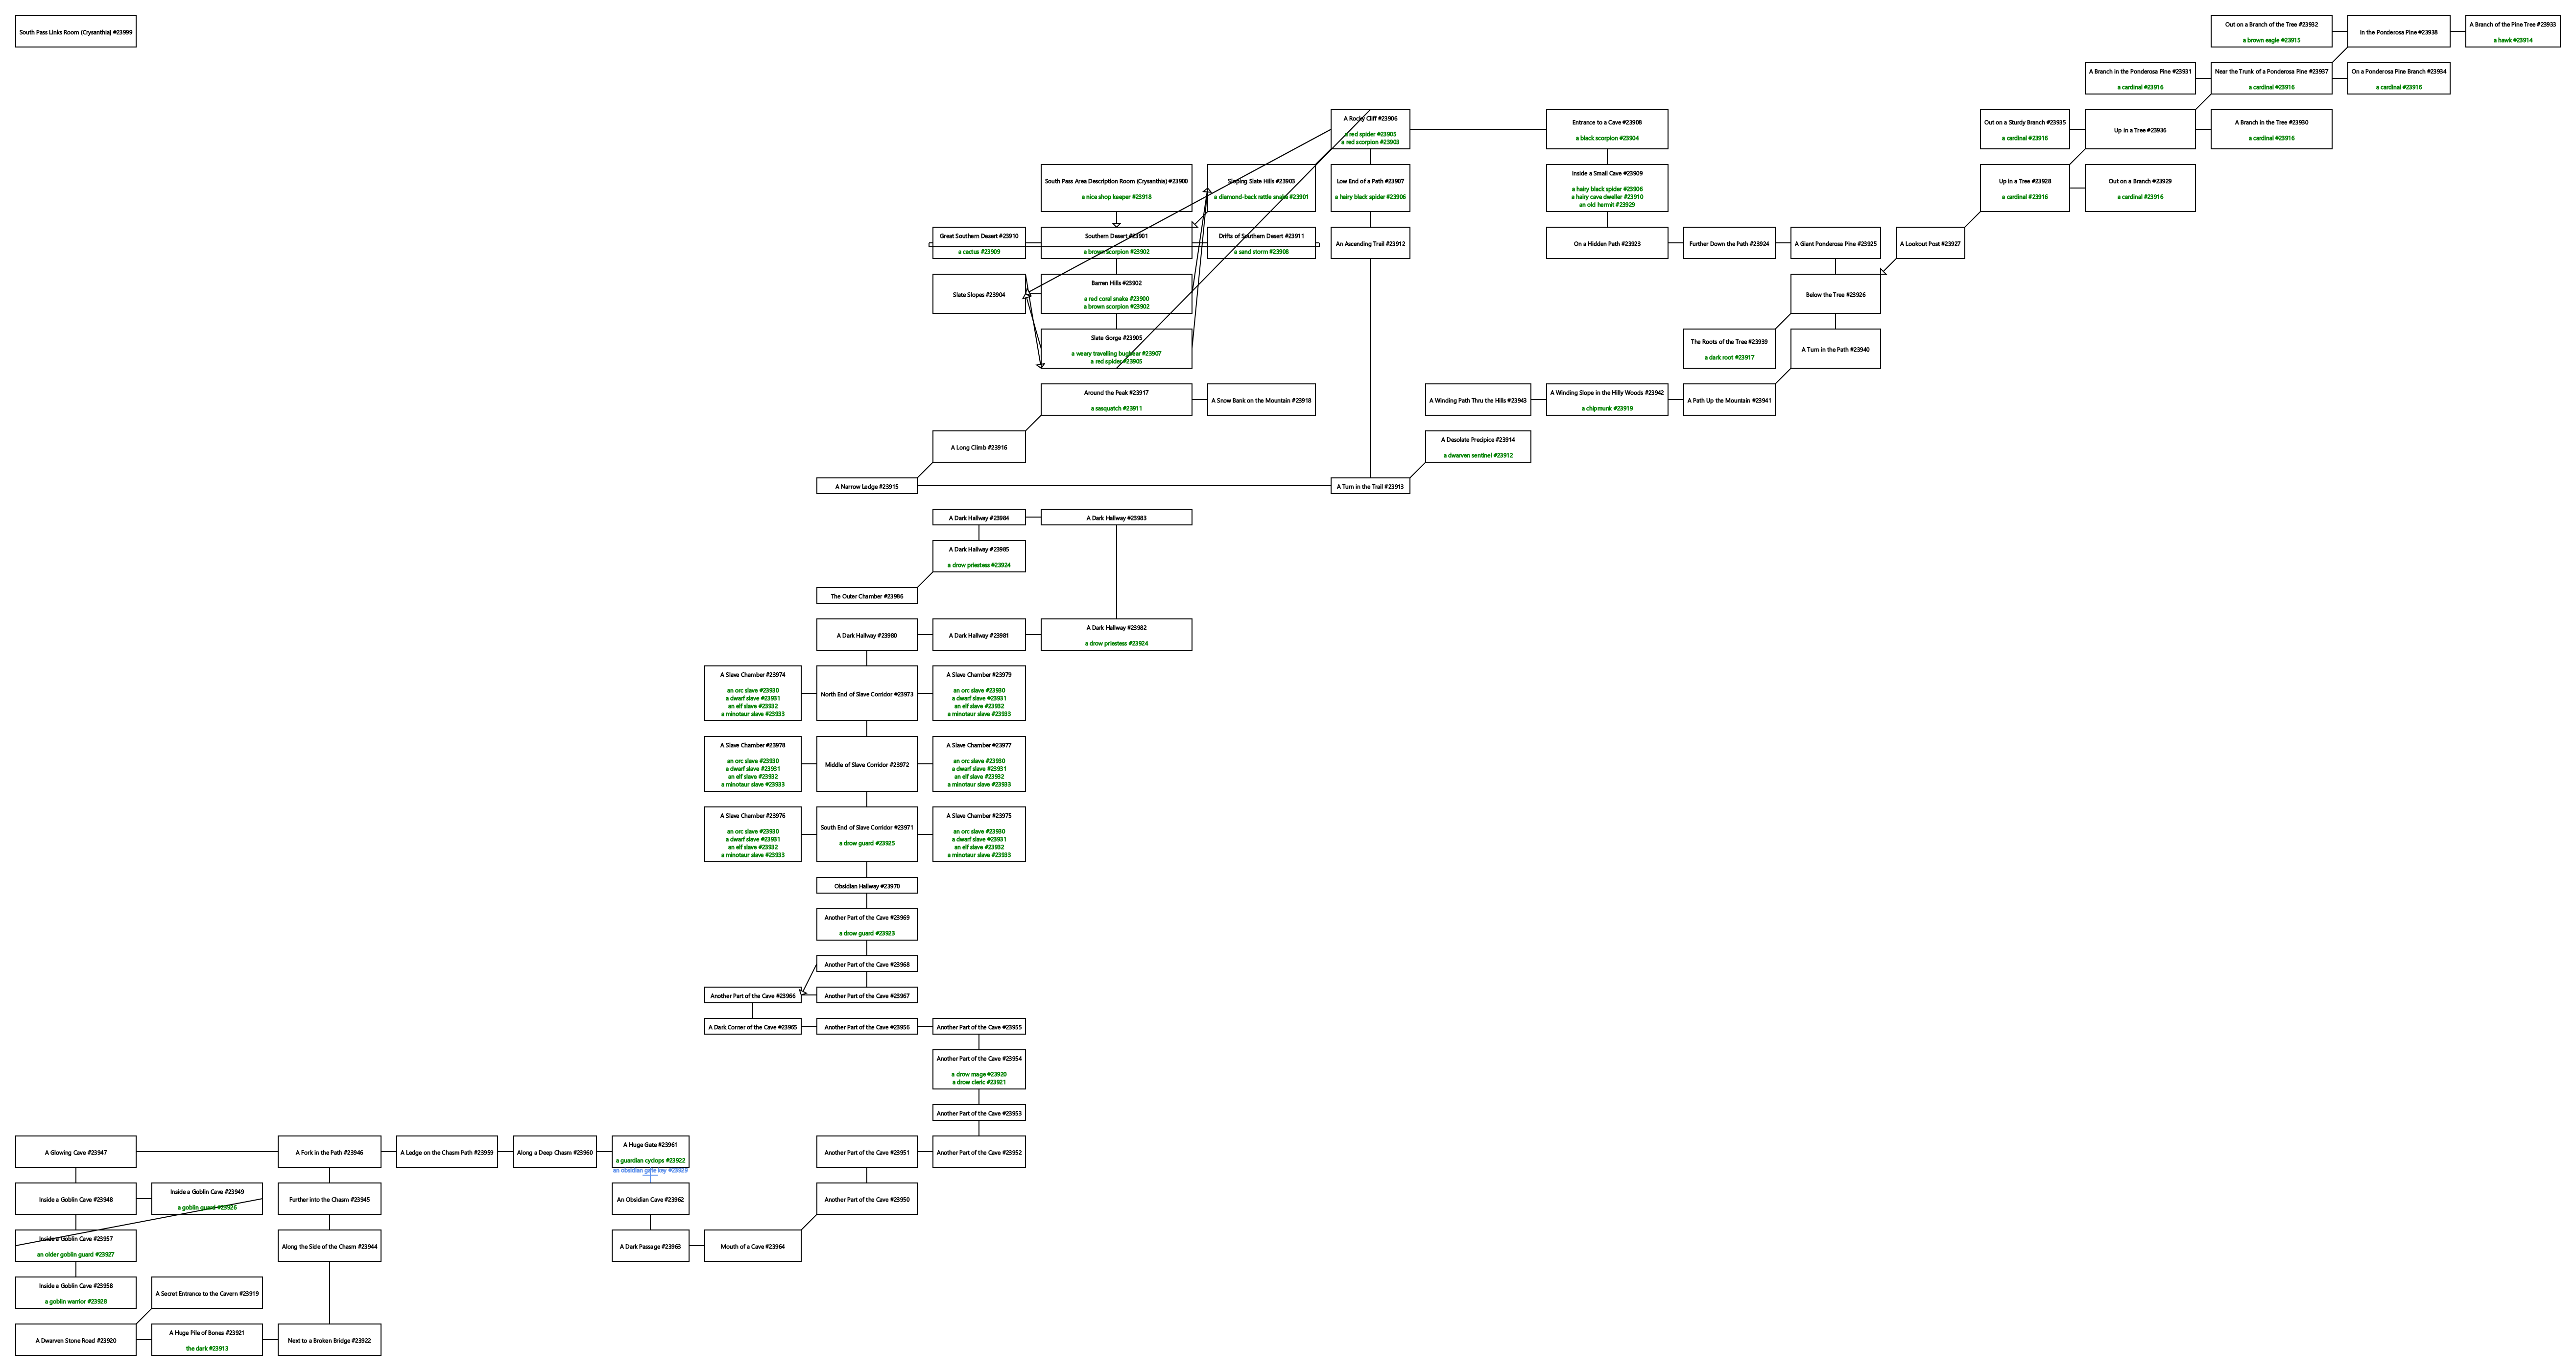 South Pass Links Room (Crysanthia) #23999
Out on a Branch of the Tree #23932
a brown eagle #23915
In the Ponderosa Pine #23938
A Branch of the Pine Tree #23933
a hawk #23914
A Branch in the Ponderosa Pine #23931
a cardinal #23916
Near the Trunk of a Ponderosa Pine #23937
a cardinal #23916
On a Ponderosa Pine Branch #23934
a cardinal #23916
A Rocky Cliff #23906
a red spider #23905
a red scorpion #23903
Entrance to a Cave #23908
a black scorpion #23904
Out on a Sturdy Branch #23935
a cardinal #23916
Up in a Tree #23936
A Branch in the Tree #23930
a cardinal #23916
South Pass Area Description Room (Crysanthia) #23900
a nice shop keeper #23918
Sloping Slate Hills #23903
a diamond-back rattle snake #23901
Low End of a Path #23907
a hairy black spider #23906
Inside a Small Cave #23909
a hairy black spider #23906
a hairy cave dweller #23910
an old hermit #23929
Up in a Tree #23928
a cardinal #23916
Out on a Branch #23929
a cardinal #23916
Great Southern Desert #23910
a cactus #23909
Southern Desert #23901
a brown scorpion #23902
Drifts of Southern Desert #23911
a sand storm #23908
An Ascending Trail #23912
On a Hidden Path #23923
Further Down the Path #23924
A Giant Ponderosa Pine #23925
A Lookout Post #23927
Slate Slopes #23904
Barren Hills #23902
a red coral snake #23900
a brown scorpion #23902
Below the Tree #23926
Slate Gorge #23905
a weary travelling bugbear #23907
a red spider #23905
The Roots of the Tree #23939
a dark root #23917
A Turn in the Path #23940
Around the Peak #23917
a sasquatch #23911
A Snow Bank on the Mountain #23918
A Winding Path Thru the Hills #23943
A Winding Slope in the Hilly Woods #23942
a chipmunk #23919
A Path Up the Mountain #23941
A Long Climb #23916
A Desolate Precipice #23914
a dwarven sentinel #23912
A Narrow Ledge #23915
A Turn in the Trail #23913
A Dark Hallway #23984
A Dark Hallway #23983
A Dark Hallway #23985
a drow priestess #23924
The Outer Chamber #23986
A Dark Hallway #23980
A Dark Hallway #23981
A Dark Hallway #23982
a drow priestess #23924
A Slave Chamber #23974
an orc slave #23930
a dwarf slave #23931
an elf slave #23932
a minotaur slave #23933
North End of Slave Corridor #23973
A Slave Chamber #23979
an orc slave #23930
a dwarf slave #23931
an elf slave #23932
a minotaur slave #23933
A Slave Chamber #23978
an orc slave #23930
a dwarf slave #23931
an elf slave #23932
a minotaur slave #23933
Middle of Slave Corridor #23972
A Slave Chamber #23977
an orc slave #23930
a dwarf slave #23931
an elf slave #23932
a minotaur slave #23933
A Slave Chamber #23976
an orc slave #23930
a dwarf slave #23931
an elf slave #23932
a minotaur slave #23933
South End of Slave Corridor #23971
a drow guard #23925
A Slave Chamber #23975
an orc slave #23930
a dwarf slave #23931
an elf slave #23932
a minotaur slave #23933
Obsidian Hallway #23970
Another Part of the Cave #23969
a drow guard #23923
Another Part of the Cave #23968
Another Part of the Cave #23966
Another Part of the Cave #23967
A Dark Corner of the Cave #23965
Another Part of the Cave #23956
Another Part of the Cave #23955
Another Part of the Cave #23954
a drow mage #23920
a drow cleric #23921
Another Part of the Cave #23953
A Glowing Cave #23947
A Fork in the Path #23946
A Ledge on the Chasm Path #23959
Along a Deep Chasm #23960
A Huge Gate #23961
a guardian cyclops #23922
an obsidian gate key #23929
Another Part of the Cave #23951
Another Part of the Cave #23952
Inside a Goblin Cave #23948
Inside a Goblin Cave #23949
a goblin guard #23926
Further into the Chasm #23945
An Obsidian Cave #23962
Another Part of the Cave #23950
Inside a Goblin Cave #23957
an older goblin guard #23927
Along the Side of the Chasm #23944
A Dark Passage #23963
Mouth of a Cave #23964
Inside a Goblin Cave #23958
a goblin warrior #23928
A Secret Entrance to the Cavern #23919
A Dwarven Stone Road #23920
A Huge Pile of Bones #23921
the dark #23913
Next to a Broken Bridge #23922